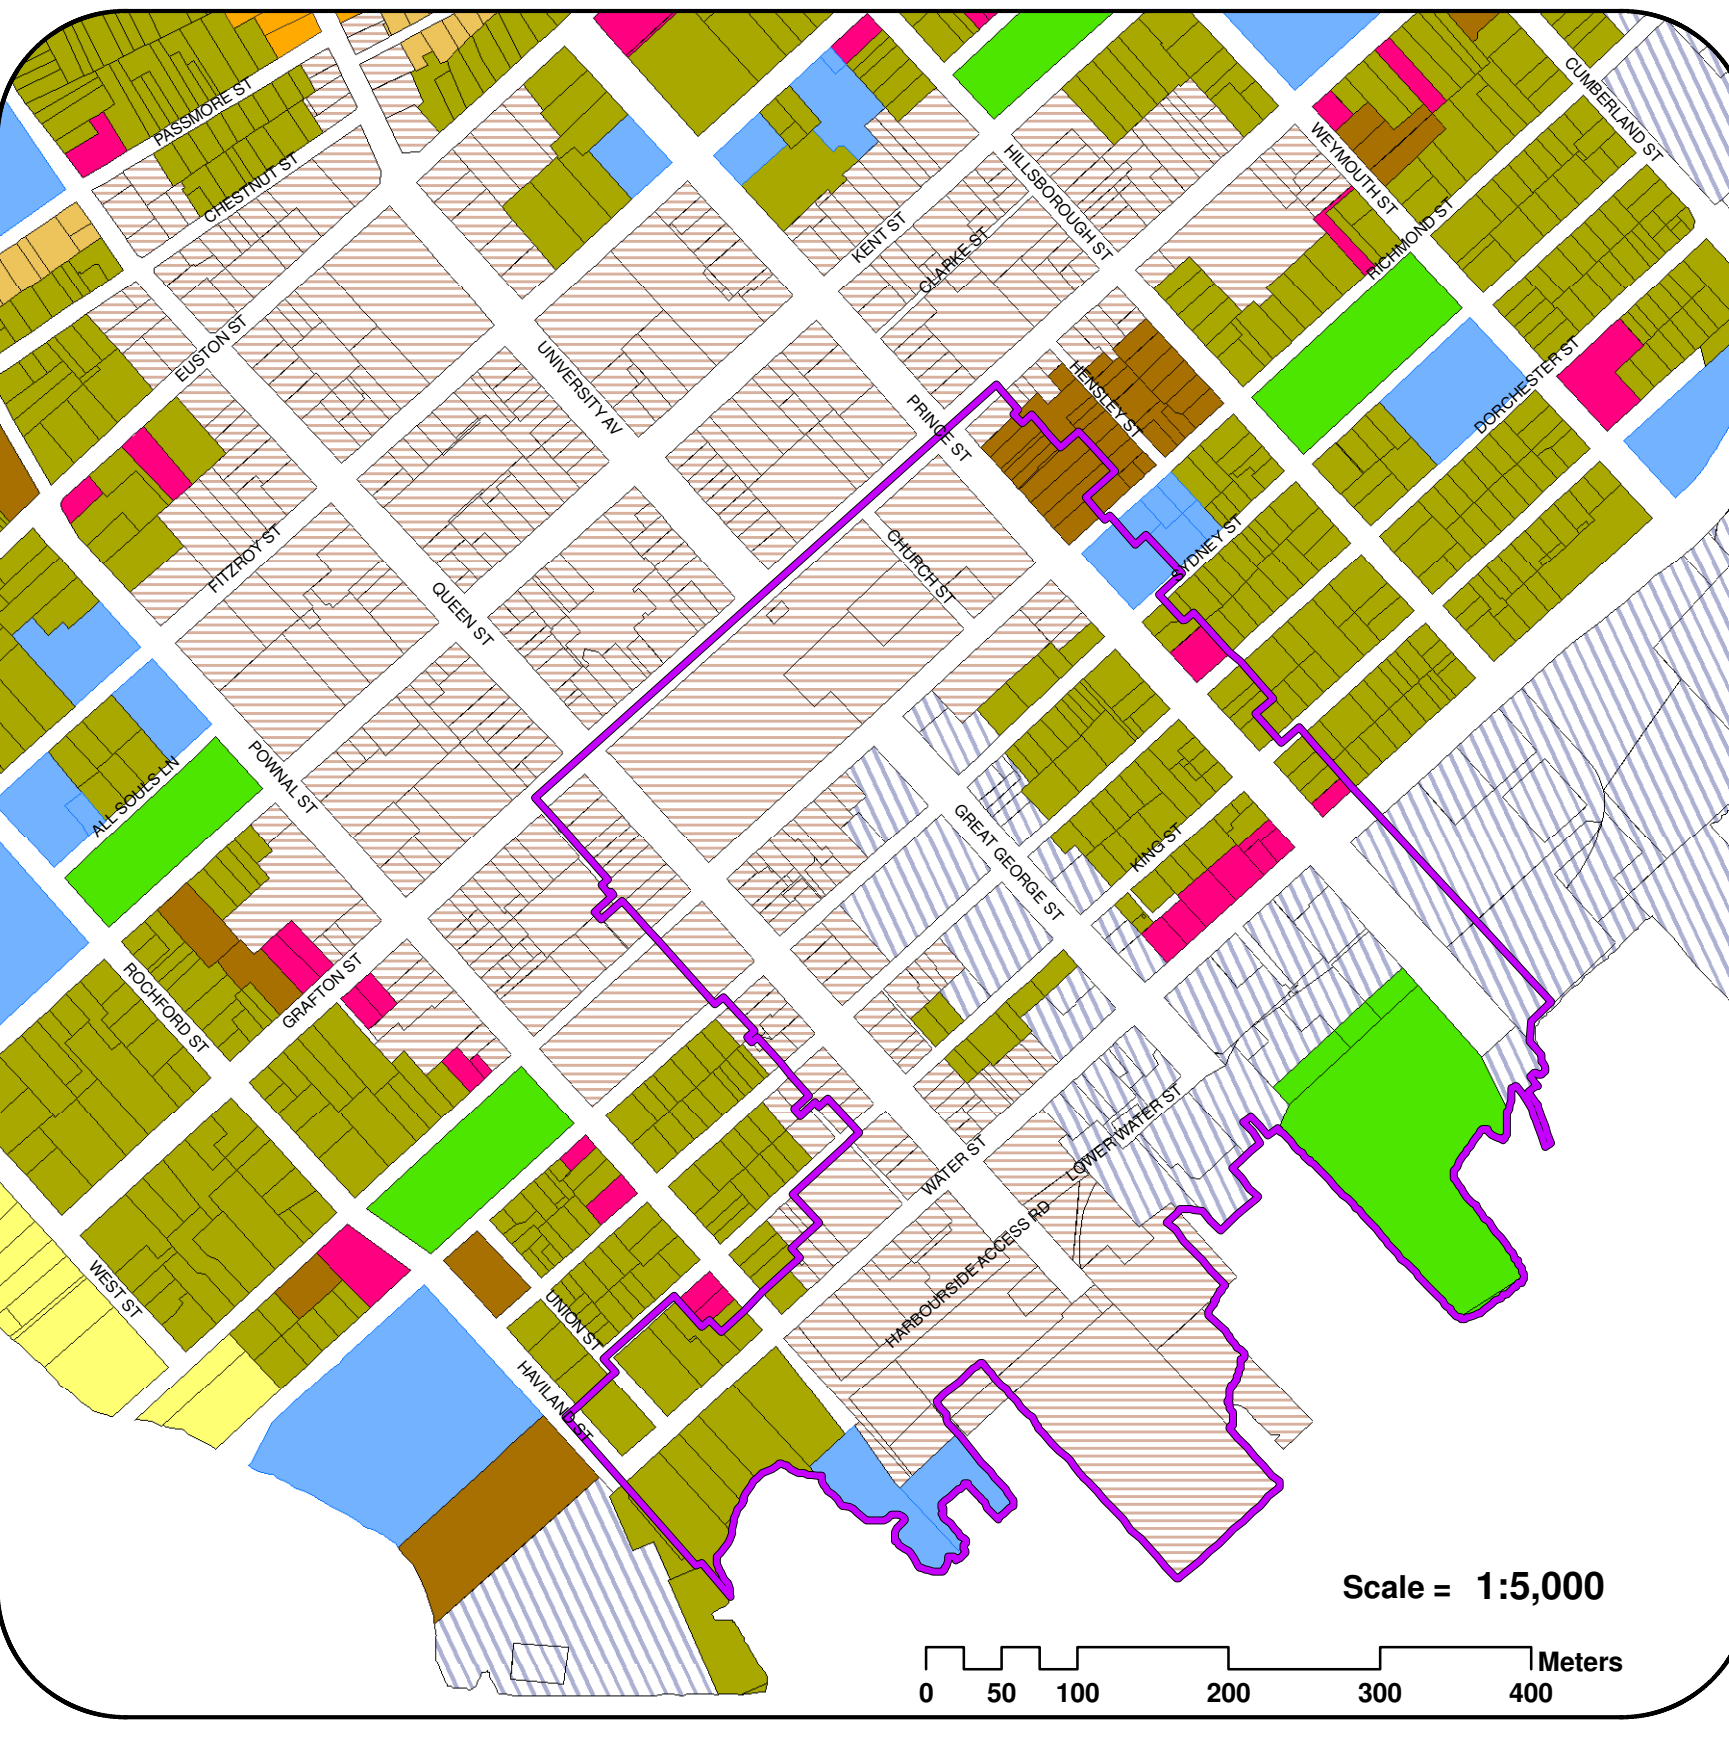 CUMBERLAND ST
PASSMORE ST
WEYMOUTH ST
CHESTNUT ST
HILLSBOROUGH ST
KENT ST
RICHMOND ST
CLARKE ST
EUSTON ST
UNIVERSITY AV
HENSLEY ST
DORCHESTER ST
PRINCE ST
FITZROY ST
CHURCH ST
SYDNEY ST
QUEEN ST
POWNAL ST
ALL SOULS LN
GREAT GEORGE ST
KING ST
ROCHFORD ST
GRAFTON ST
LOWER WATER ST
WATER ST
HARBOURSIDE ACCESS RD
WEST ST
UNION ST
HAVILAND ST
Scale = 1:5,000
Meters
0 50 100 200 300 400